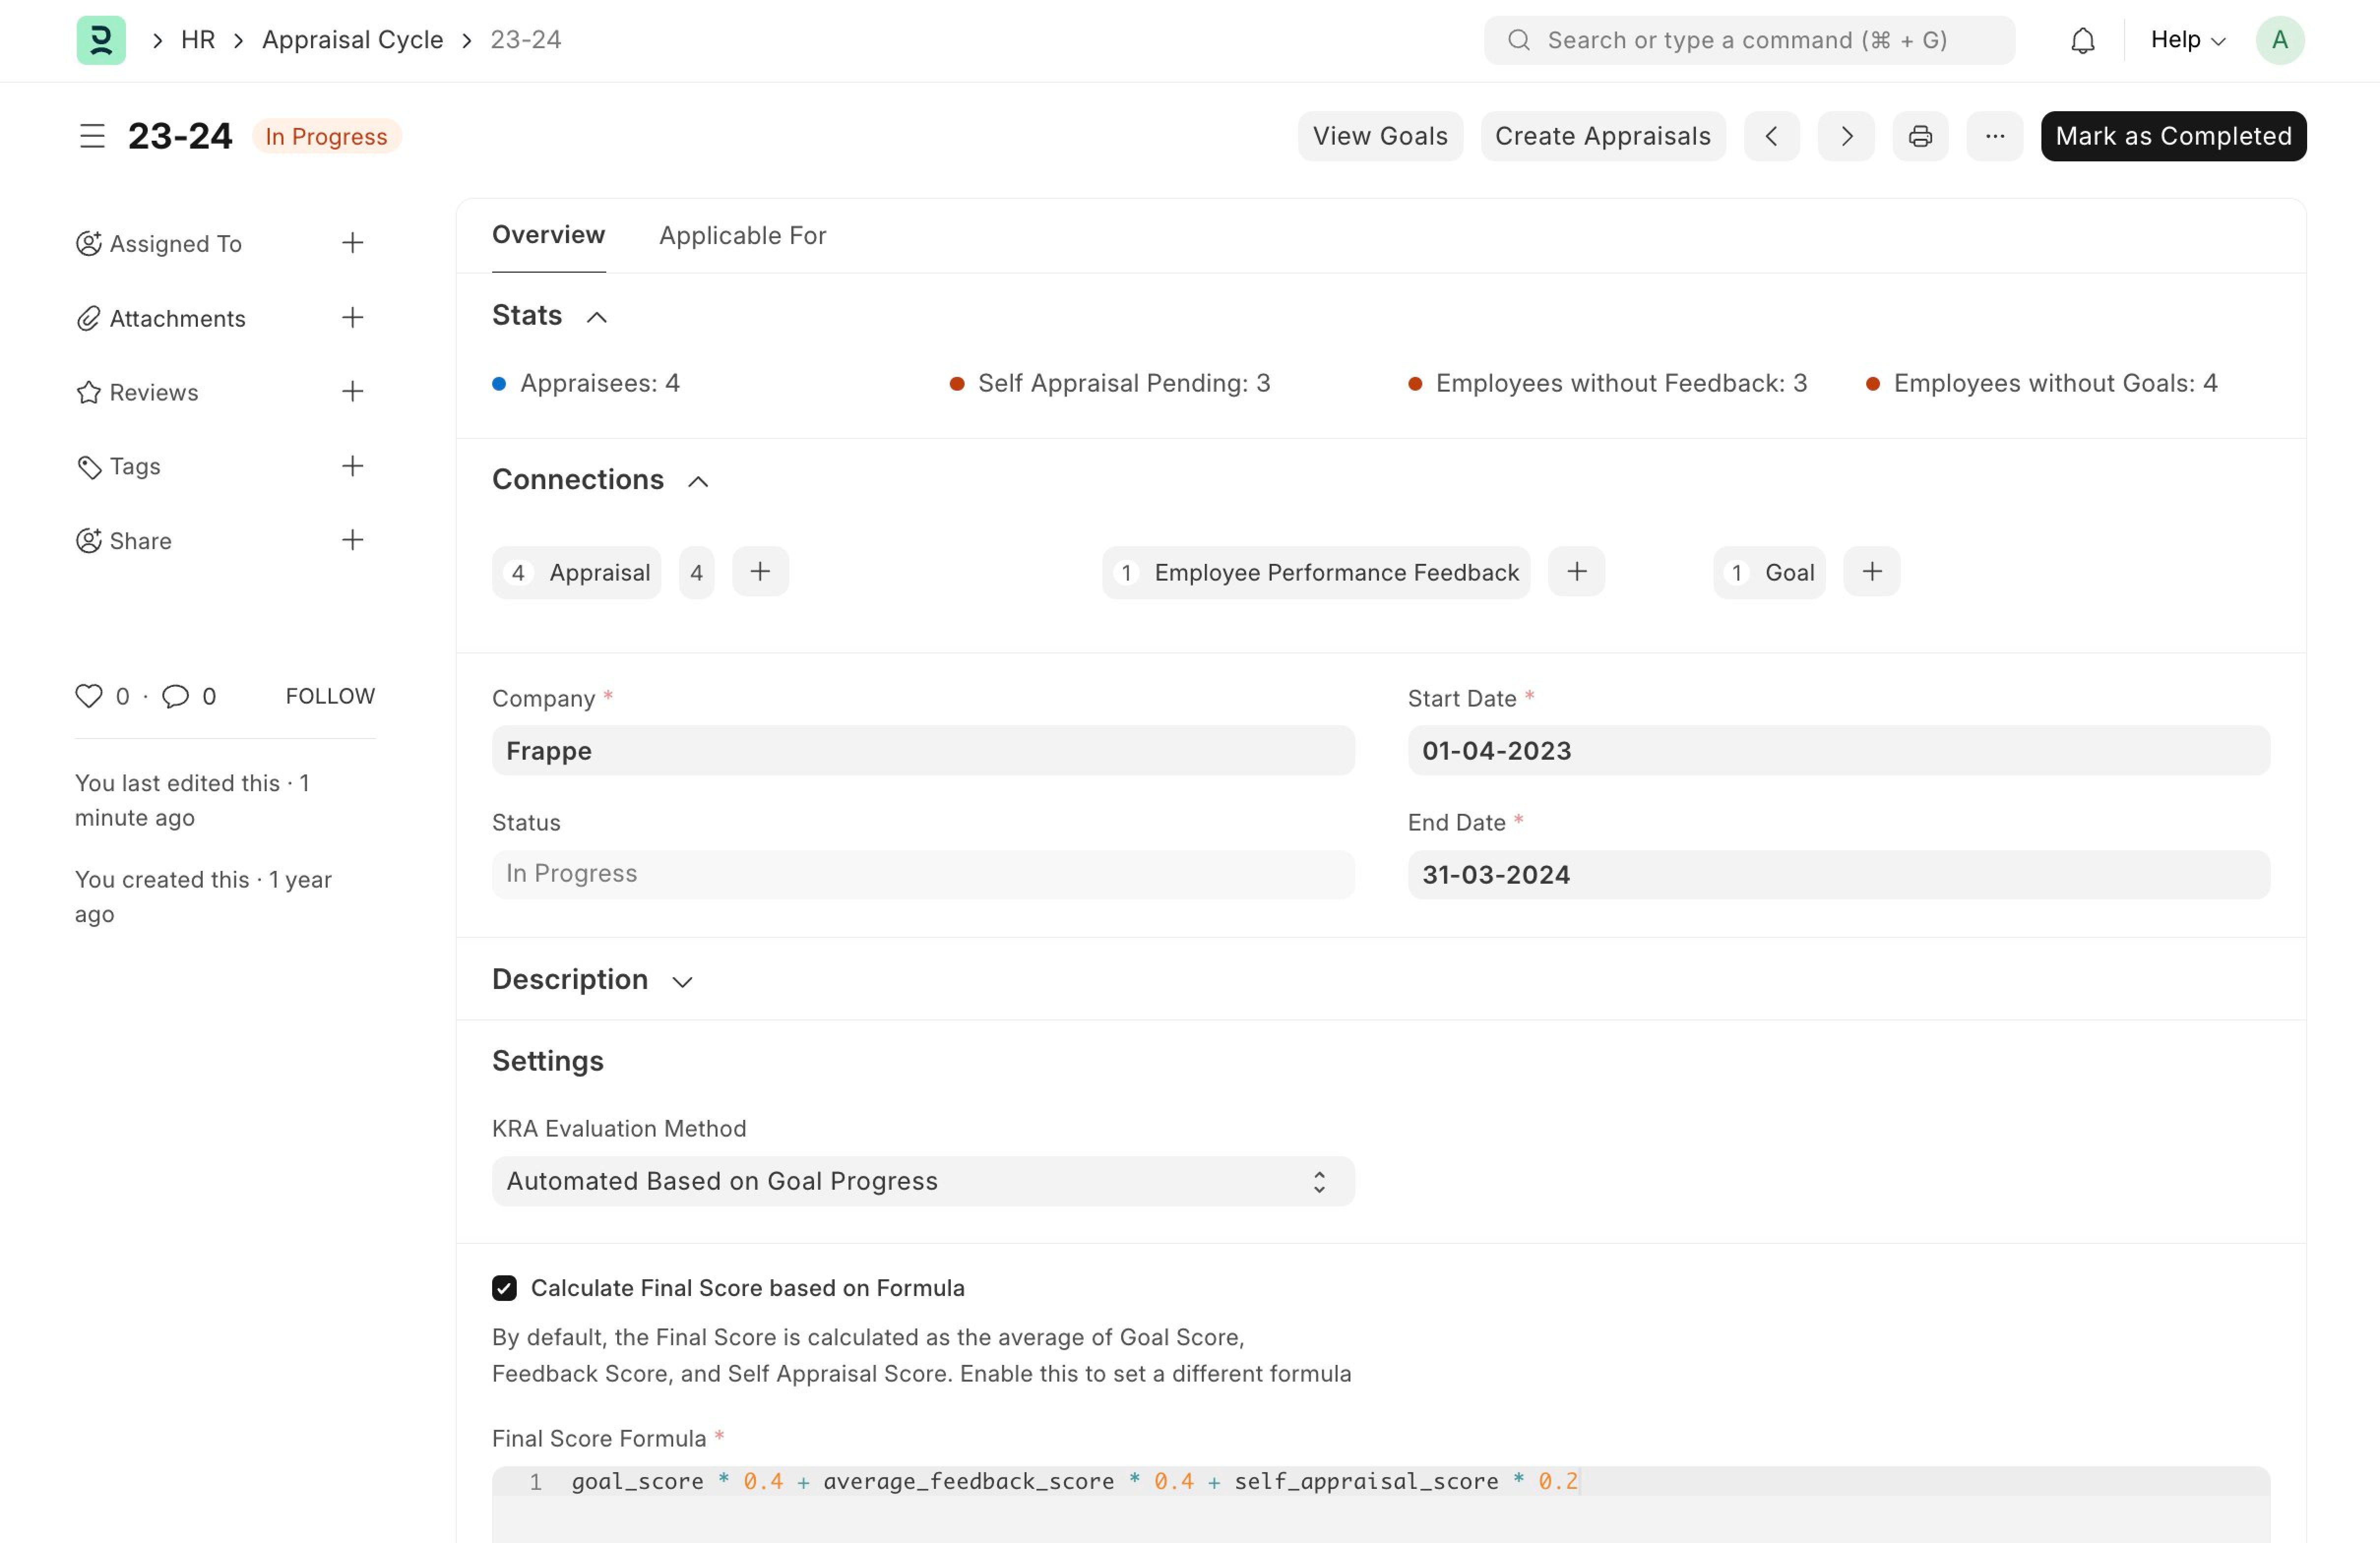 HR
Appraisal Cycle
23-24
Search or type a command (⌘ + G)
Help
A
23-24
In Progress
View Goals
Create Appraisals
Mark as Completed
Assigned To
Attachments
Reviews
Tags
Share
0 · 0
FOLLOW
You last edited this · 1
minute ago
You created this · 1 year
ago
Overview
Applicable For
Stats
Appraisees: 4
Self Appraisal Pending: 3
Employees without Feedback: 3
Employees without Goals: 4
Connections
4 Appraisal 4
1 Employee Performance Feedback
1 Goal
Company *
Frappe
Start Date *
01-04-2023
Status
In Progress
End Date *
31-03-2024
Description
Settings
KRA Evaluation Method
Automated Based on Goal Progress
Calculate Final Score based on Formula
By default, the Final Score is calculated as the average of Goal Score,
Feedback Score, and Self Appraisal Score. Enable this to set a different formula
Final Score Formula *
1 goal_score * 0.4 + average_feedback_score * 0.4 + self_appraisal_score * 0.2